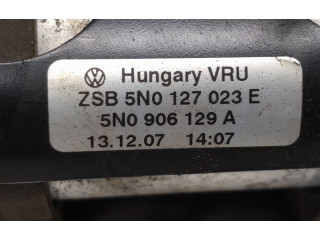 Hungary VRU
ZSB 5N0 127 023 E
5N0 906 129 A
13.12.07 14:07